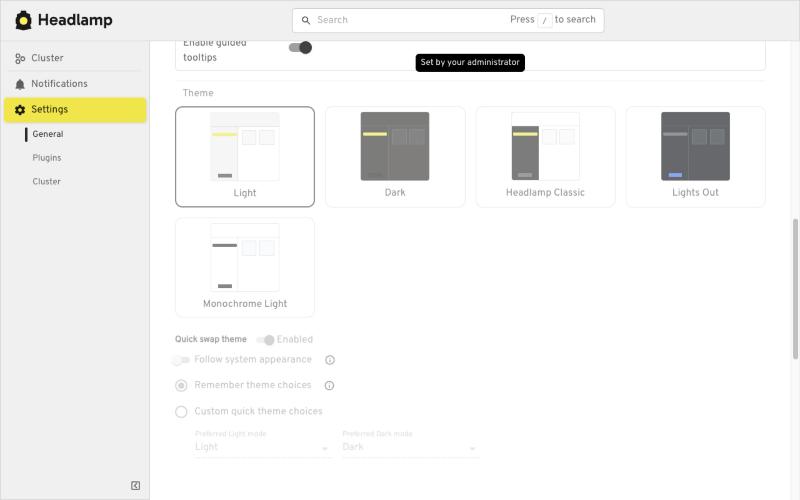 Headlamp
Search
Press / to search
Cluster
Notifications
Settings
General
Plugins
Cluster
Enable guided
tooltips
Set by your administrator
Theme
Light
Dark
Headlamp Classic
Lights Out
Monochrome Light
Quick swap theme
Enabled
Follow system appearance
Remember theme choices
Custom quick theme choices
Preferred Light mode
Light
Preferred Dark mode
Dark